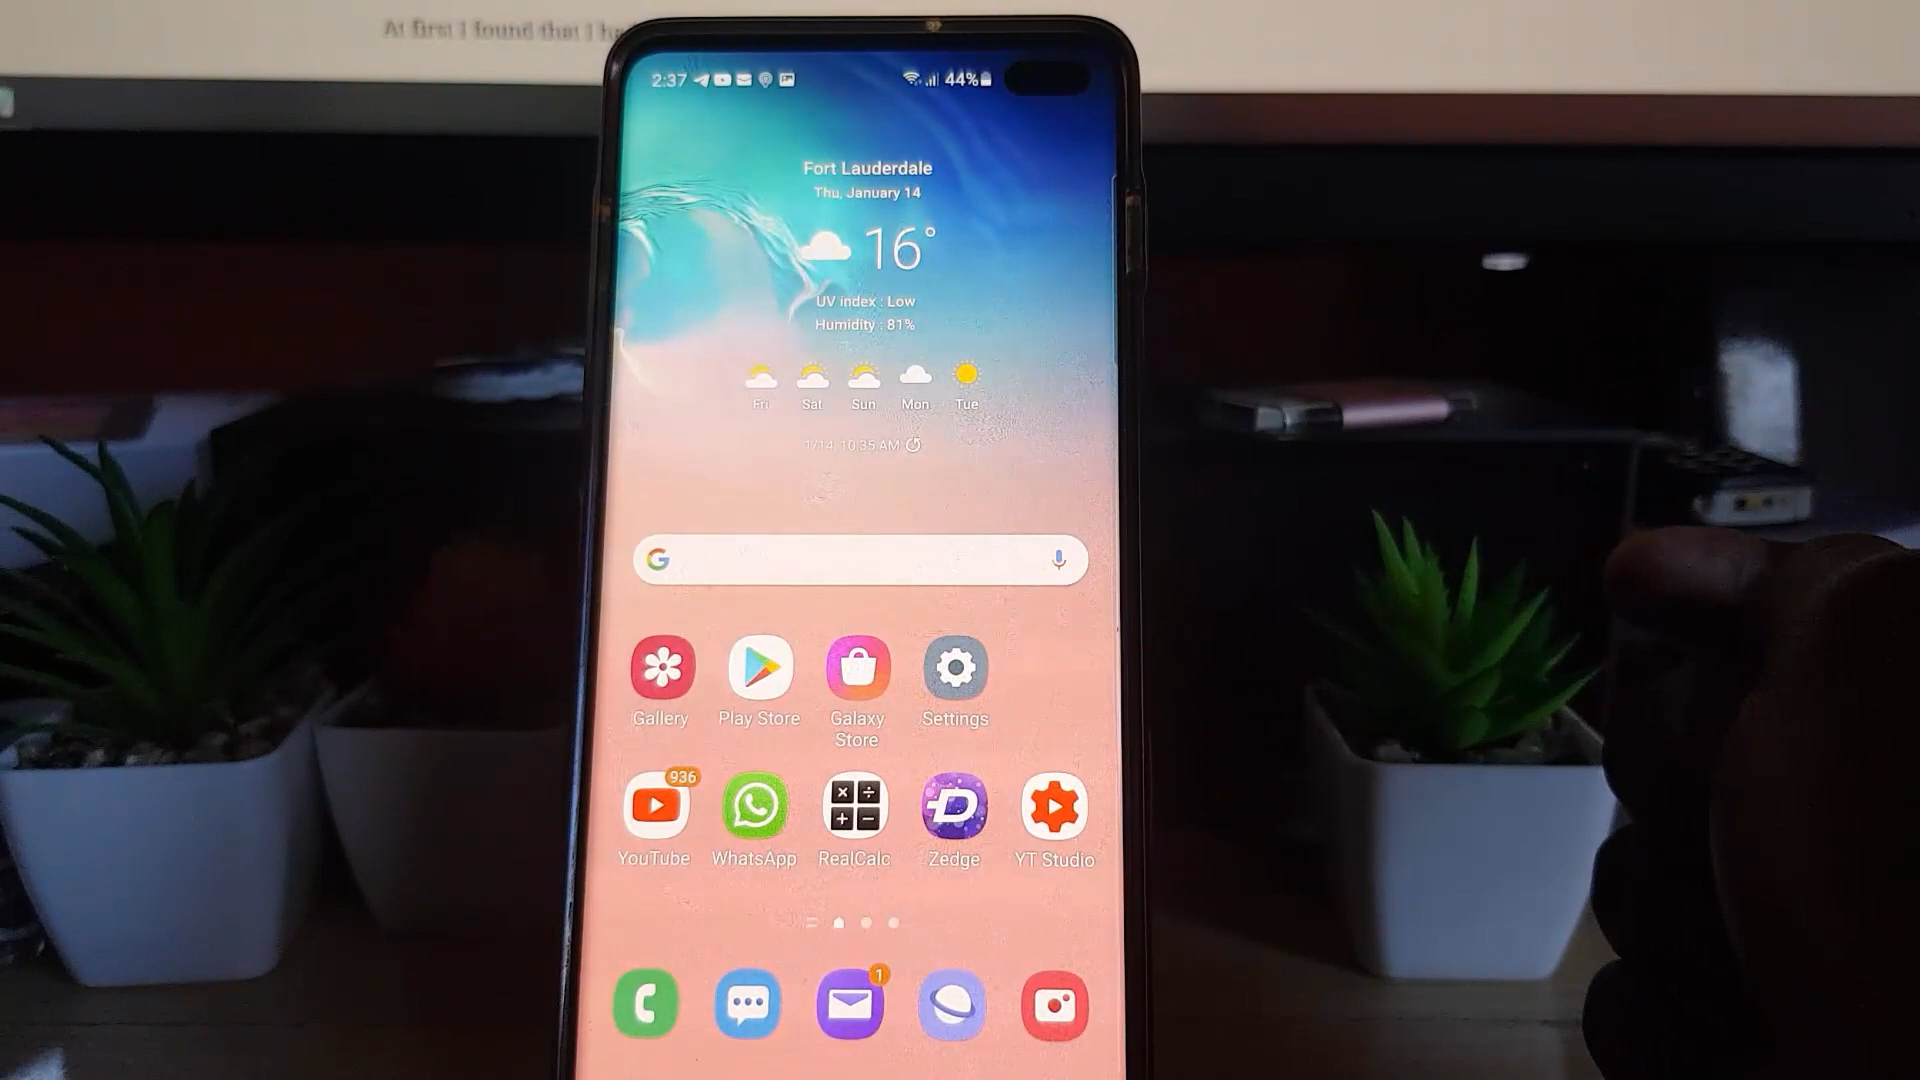 At first I found that I ha
2:37
44%
Fort Lauderdale
Thu, January 14
16°
UV index : Low
Humidity : 81%
Fri Sat Sun Mon Tue
1/14, 10:35 AM
G
Gallery Play Store Galaxy Store Settings
936
YouTube WhatsApp RealCalc Zedge YT Studio
1